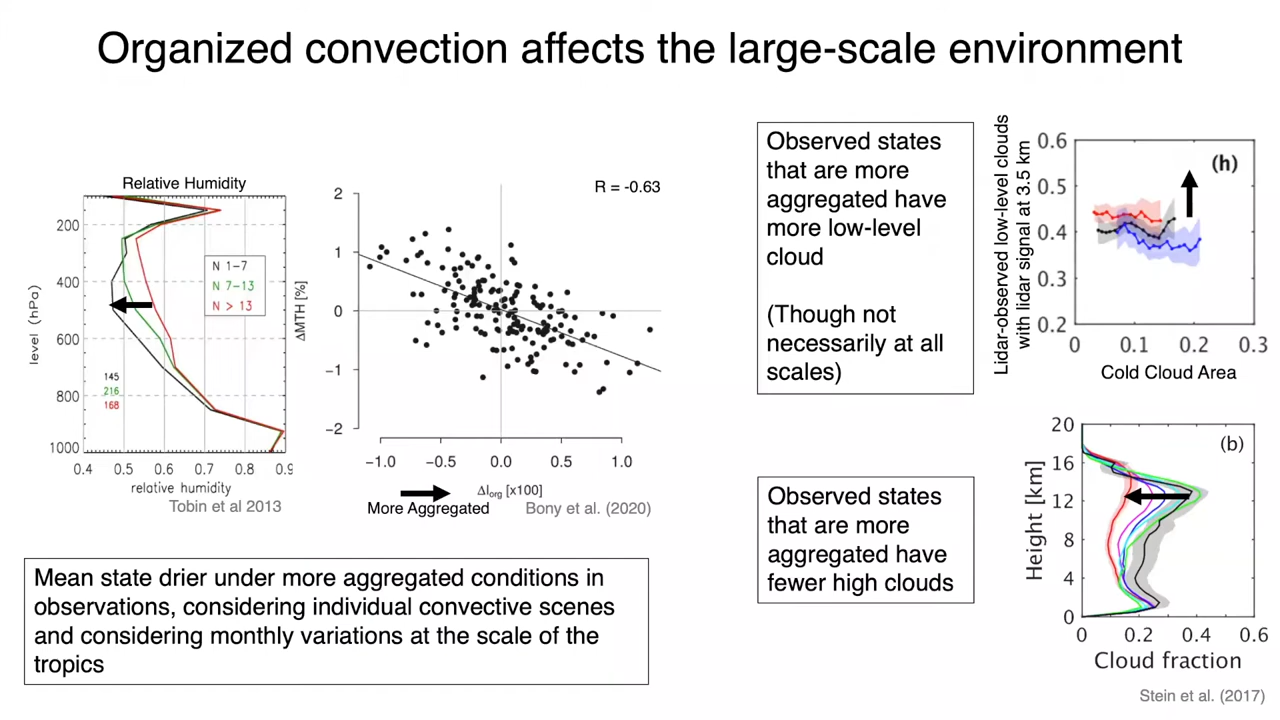 Organized convection affects the large-scale environment
Relative Humidity
level (hPa)
200
400
600
800
1000
N 1-7
N 7-13
N > 13
145
216
168
0.4 0.5 0.6 0.7 0.8 0.9
relative humidity
Tobin et al 2013
R = -0.63
ΔMTH [%]
2
1
0
-1
-2
-1.0 -0.5 0.0 0.5 1.0
ΔIorg [x100]
More Aggregated
Bony et al. (2020)
Mean state drier under more aggregated conditions in
observations, considering individual convective scenes
and considering monthly variations at the scale of the
tropics
Observed states
that are more
aggregated have
more low-level
cloud
(Though not
necessarily at all
scales)
Lidar-observed low-level clouds
with lidar signal at 3.5 km
0.6
0.5
0.4
0.3
0.2
(h)
0 0.1 0.2 0.3
Cold Cloud Area
Observed states
that are more
aggregated have
fewer high clouds
Height [km]
20
16
12
8
4
0
(b)
0 0.2 0.4 0.6
Cloud fraction
Stein et al. (2017)